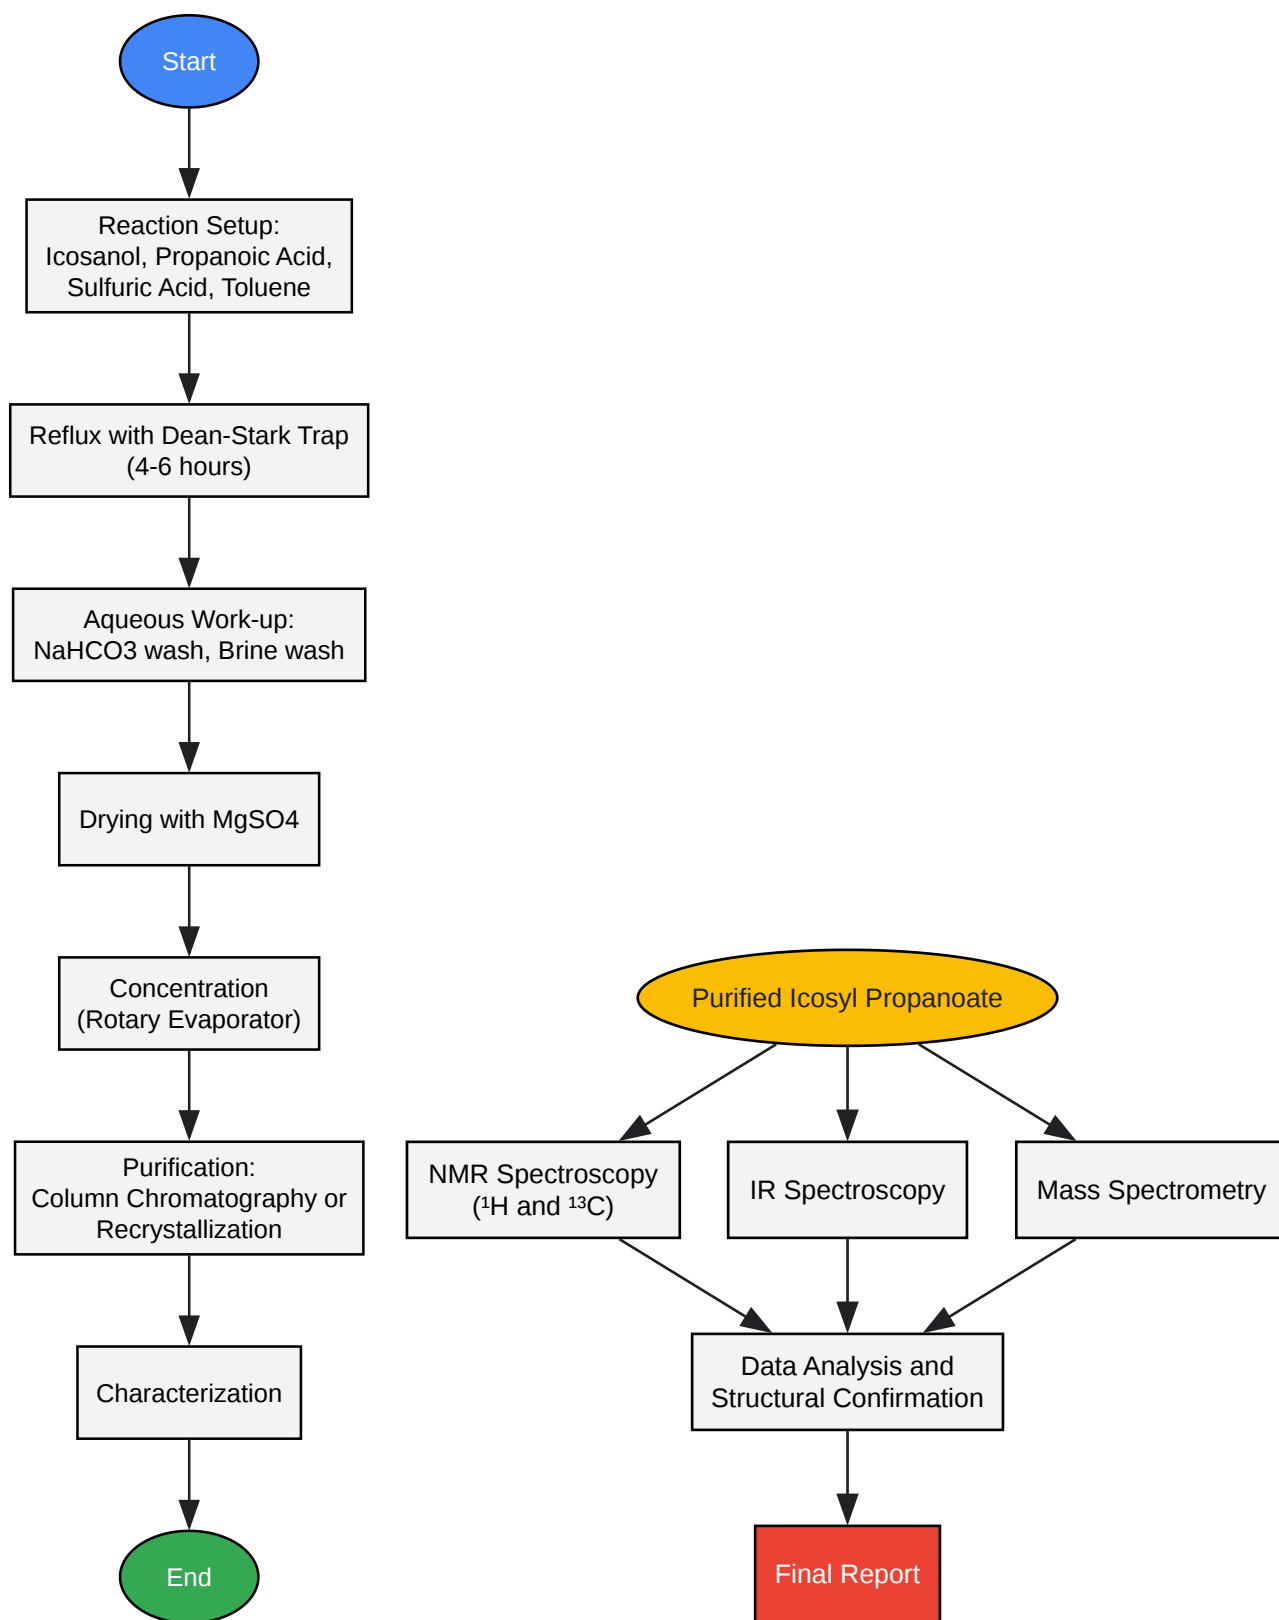 Start
Reaction Setup:
Icosanol, Propanoic Acid,
Sulfuric Acid, Toluene
Reflux with Dean-Stark Trap
(4-6 hours)
Aqueous Work-up:
NaHCO3 wash, Brine wash
Drying with MgSO4
Concentration
(Rotary Evaporator)
Purification:
Column Chromatography or
Recrystallization
Characterization
End
Purified Icosyl Propanoate
NMR Spectroscopy
(¹H and ¹³C)
IR Spectroscopy
Mass Spectrometry
Data Analysis and
Structural Confirmation
Final Report